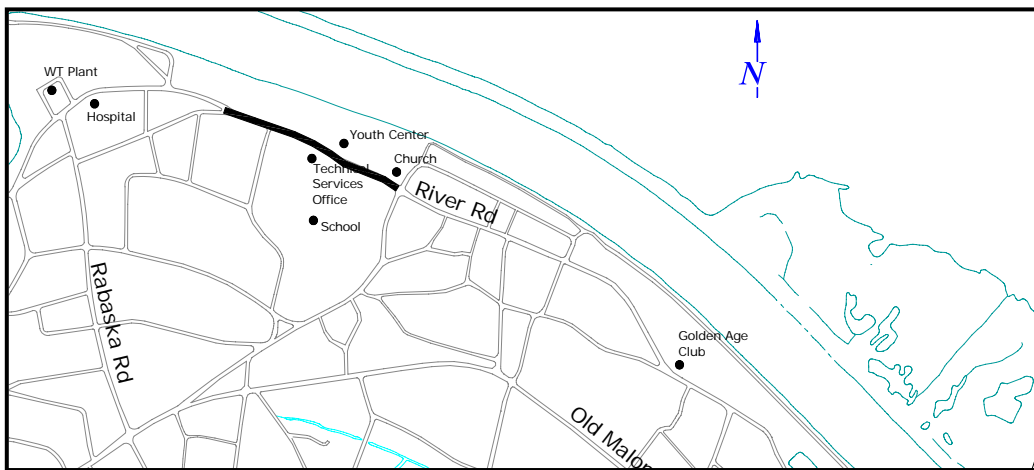 N
WT Plant
Hospital
Youth Center
Church
Technical
Services
Office
River Rd
School
Rabaska Rd
Golden Age
Club
Old Malon